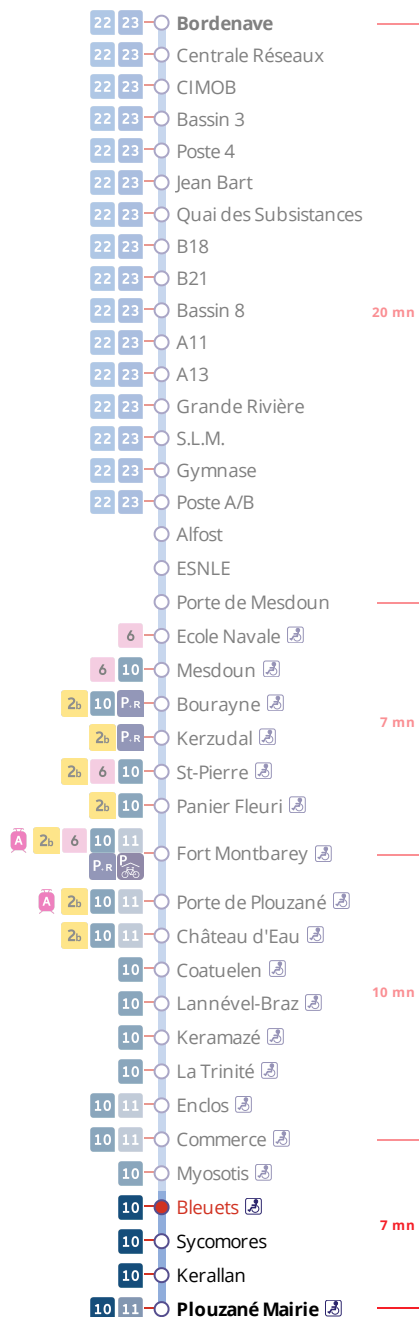 22 23 Bordenave
22 23 Centrale Réseaux
22 23 CIMOB
22 23 Bassin 3
22 23 Poste 4
22 23 Jean Bart
22 23 Quai des Subsistances
22 23 B18
22 23 B21
22 23 Bassin 8 20 mn
22 23 A11
22 23 A13
22 23 Grande Rivière
22 23 S.L.M.
22 23 Gymnase
22 23 Poste A/B
Alfost
ESNLE
Porte de Mesdoun
6 Ecole Navale
6 10 Mesdoun
2b 10 P+R Bourayne 7 mn
2b P+R Kerzudal
2b 6 10 St-Pierre
2b 10 Panier Fleuri
A 2b 6 10 11
P+R P Fort Montbarey
A 2b 10 11 Porte de Plouzané
2b 10 11 Château d'Eau
10 Coatuelen
10 Lannével-Braz 10 mn
10 Keramazé
10 La Trinité
10 11 Enclos
10 11 Commerce
10 Myosotis
10 Bleuets 7 mn
10 Sycomores
10 Kerallan
10 11 Plouzané Mairie